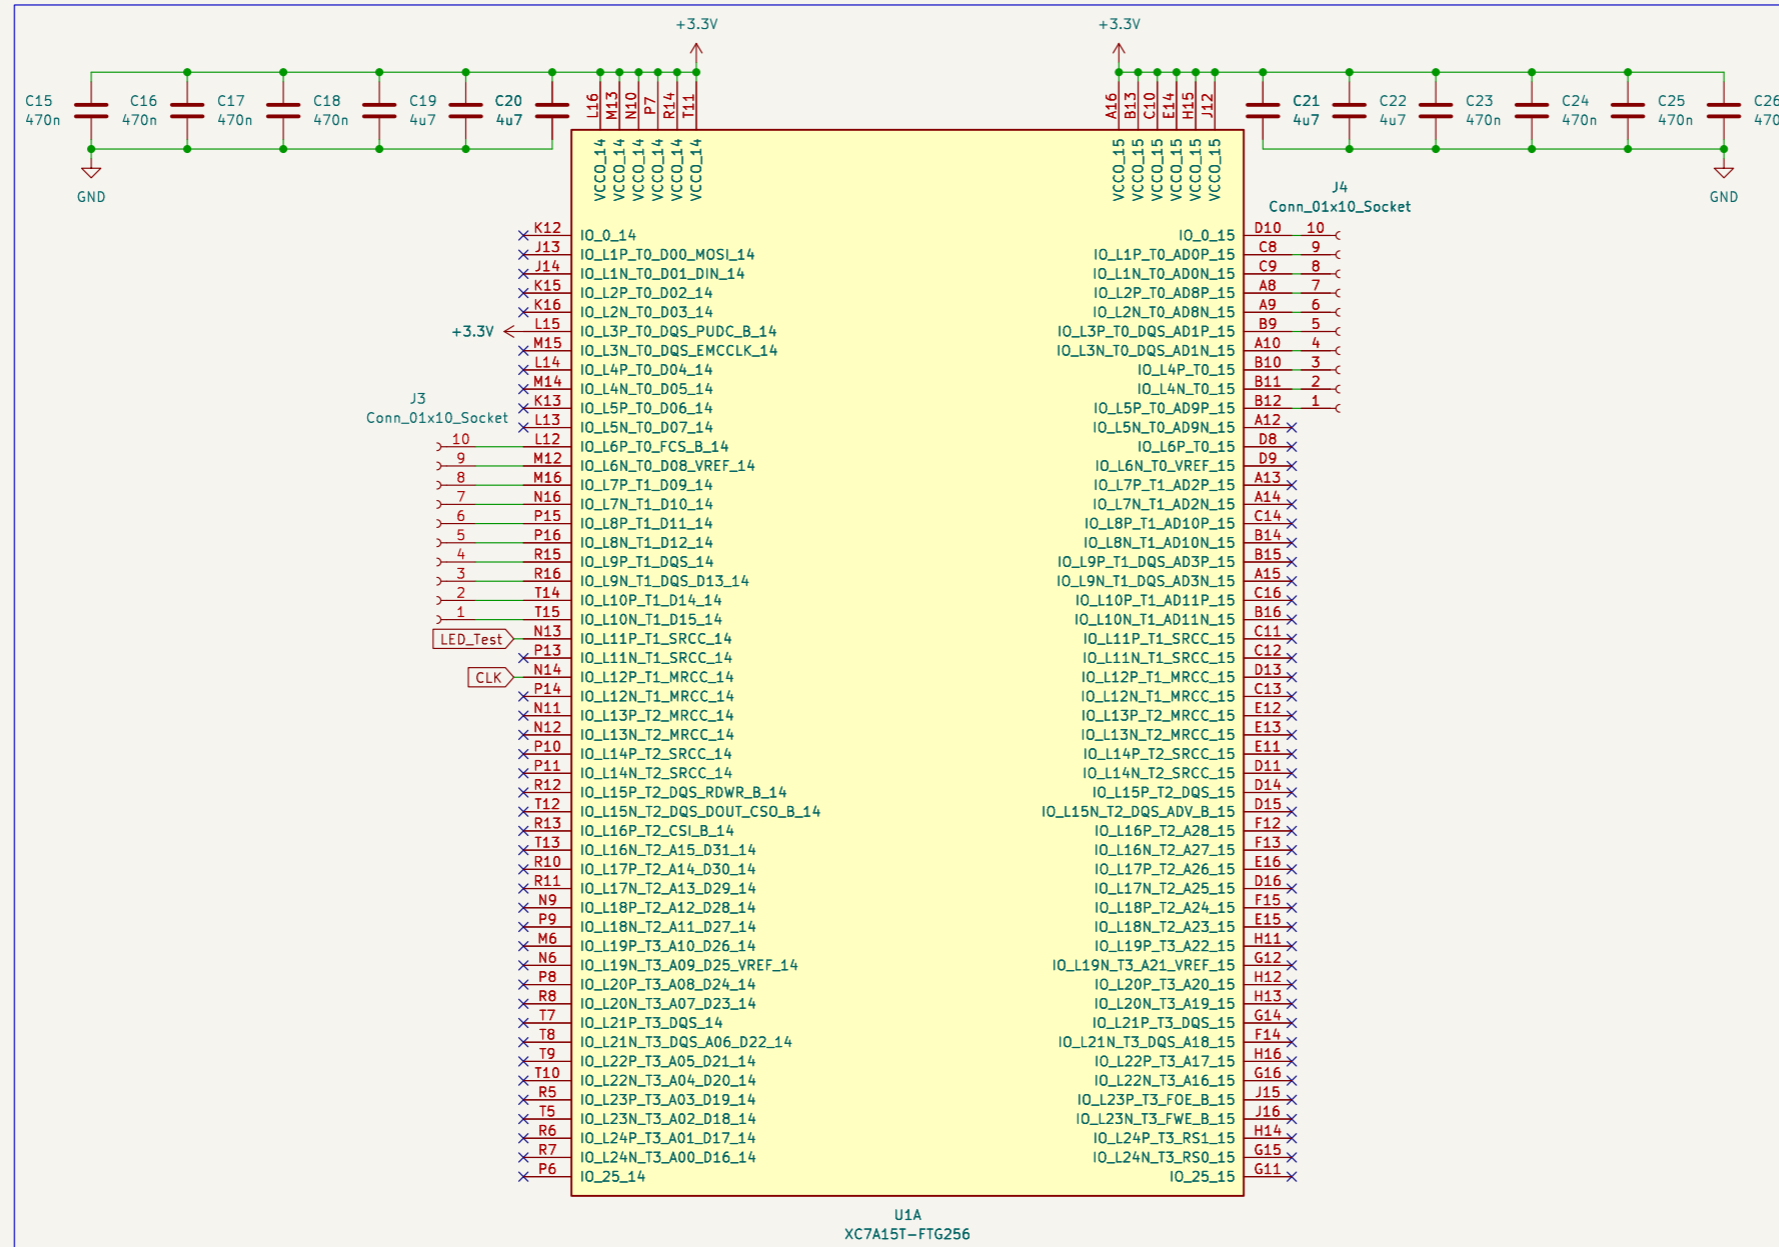 +3.3V
+3.3V
C15
470n
C16
470n
C17
470n
C18
470n
C19
4u7
C20
4u7
L16
M13
N10
P7
R14
T11
A16
B13
C10
E14
H15
J12
C21
4u7
C22
4u7
C23
470n
C24
470n
C25
470n
C26
470
VCCO_14
VCCO_14
VCCO_14
VCCO_14
VCCO_14
VCCO_14
VCCO_15
VCCO_15
VCCO_15
VCCO_15
VCCO_15
VCCO_15
GND
GND
J4
Conn_01x10_Socket
K12 IO_0_14 IO_0_15 D10 10
J13 IO_L1P_T0_D00_MOSI_14 IO_L1P_T0_AD0P_15 C8 9
J14 IO_L1N_T0_D01_DIN_14 IO_L1N_T0_AD0N_15 C9 8
K15 IO_L2P_T0_D02_14 IO_L2P_T0_AD8P_15 A8 7
K16 IO_L2N_T0_D03_14 IO_L2N_T0_AD8N_15 A9 6
+3.3V L15 IO_L3P_T0_DQS_PUDC_B_14 IO_L3P_T0_DQS_AD1P_15 B9 5
M15 IO_L3N_T0_DQS_EMCCLK_14 IO_L3N_T0_DQS_AD1N_15 A10 4
L14 IO_L4P_T0_D04_14 IO_L4P_T0_15 B10 3
M14 IO_L4N_T0_D05_14 IO_L4N_T0_15 B11 2
J3
Conn_01x10_Socket
K13 IO_L5P_T0_D06_14 IO_L5P_T0_AD9P_15 B12 1
L13 IO_L5N_T0_D07_14 IO_L5N_T0_AD9N_15 A12
10 L12 IO_L6P_T0_FCS_B_14 IO_L6P_T0_15 D8
9 M12 IO_L6N_T0_D08_VREF_14 IO_L6N_T0_VREF_15 D9
8 M16 IO_L7P_T1_D09_14 IO_L7P_T1_AD2P_15 A13
7 N16 IO_L7N_T1_D10_14 IO_L7N_T1_AD2N_15 A14
6 P15 IO_L8P_T1_D11_14 IO_L8P_T1_AD10P_15 C14
5 P16 IO_L8N_T1_D12_14 IO_L8N_T1_AD10N_15 B14
4 R15 IO_L9P_T1_DQS_14 IO_L9P_T1_DQS_AD3P_15 B15
3 R16 IO_L9N_T1_DQS_D13_14 IO_L9N_T1_DQS_AD3N_15 A15
2 T14 IO_L10P_T1_D14_14 IO_L10P_T1_AD11P_15 C16
1 T15 IO_L10N_T1_D15_14 IO_L10N_T1_AD11N_15 B16
LED_Test N13 IO_L11P_T1_SRCC_14 IO_L11P_T1_SRCC_15 C11
P13 IO_L11N_T1_SRCC_14 IO_L11N_T1_SRCC_15 C12
CLK N14 IO_L12P_T1_MRCC_14 IO_L12P_T1_MRCC_15 D13
P14 IO_L12N_T1_MRCC_14 IO_L12N_T1_MRCC_15 C13
N11 IO_L13P_T2_MRCC_14 IO_L13P_T2_MRCC_15 E12
N12 IO_L13N_T2_MRCC_14 IO_L13N_T2_MRCC_15 E13
P10 IO_L14P_T2_SRCC_14 IO_L14P_T2_SRCC_15 E11
P11 IO_L14N_T2_SRCC_14 IO_L14N_T2_SRCC_15 D11
R12 IO_L15P_T2_DQS_RDWR_B_14 IO_L15P_T2_DQS_15 D14
T12 IO_L15N_T2_DQS_DOUT_CSO_B_14 IO_L15N_T2_DQS_ADV_B_15 D15
R13 IO_L16P_T2_CSI_B_14 IO_L16P_T2_A28_15 F12
T13 IO_L16N_T2_A15_D31_14 IO_L16N_T2_A27_15 F13
R10 IO_L17P_T2_A14_D30_14 IO_L17P_T2_A26_15 E16
R11 IO_L17N_T2_A13_D29_14 IO_L17N_T2_A25_15 D16
N9 IO_L18P_T2_A12_D28_14 IO_L18P_T2_A24_15 F15
P9 IO_L18N_T2_A11_D27_14 IO_L18N_T2_A23_15 E15
M6 IO_L19P_T3_A10_D26_14 IO_L19P_T3_A22_15 H11
N6 IO_L19N_T3_A09_D25_VREF_14 IO_L19N_T3_A21_VREF_15 G12
P8 IO_L20P_T3_A08_D24_14 IO_L20P_T3_A20_15 H12
R8 IO_L20N_T3_A07_D23_14 IO_L20N_T3_A19_15 H13
T7 IO_L21P_T3_DQS_14 IO_L21P_T3_DQS_15 G14
T8 IO_L21N_T3_DQS_A06_D22_14 IO_L21N_T3_DQS_A18_15 F14
T9 IO_L22P_T3_A05_D21_14 IO_L22P_T3_A17_15 H16
T10 IO_L22N_T3_A04_D20_14 IO_L22N_T3_A16_15 G16
R5 IO_L23P_T3_A03_D19_14 IO_L23P_T3_FOE_B_15 J15
T5 IO_L23N_T3_A02_D18_14 IO_L23N_T3_FWE_B_15 J16
R6 IO_L24P_T3_A01_D17_14 IO_L24P_T3_RS1_15 H14
R7 IO_L24N_T3_A00_D16_14 IO_L24N_T3_RS0_15 G15
P6 IO_25_14 IO_25_15 G11
U1A
XC7A15T-FTG256